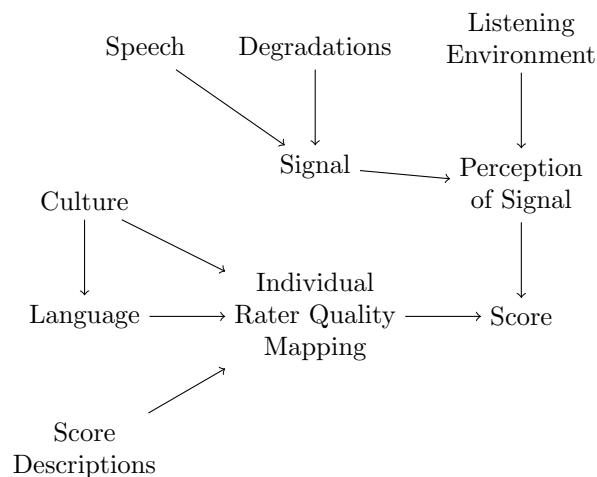 Speech
Degradations
Listening
Environment
Signal
Perception
of Signal
Culture
Individual
Rater Quality
Mapping
Language
Score
Score
Descriptions